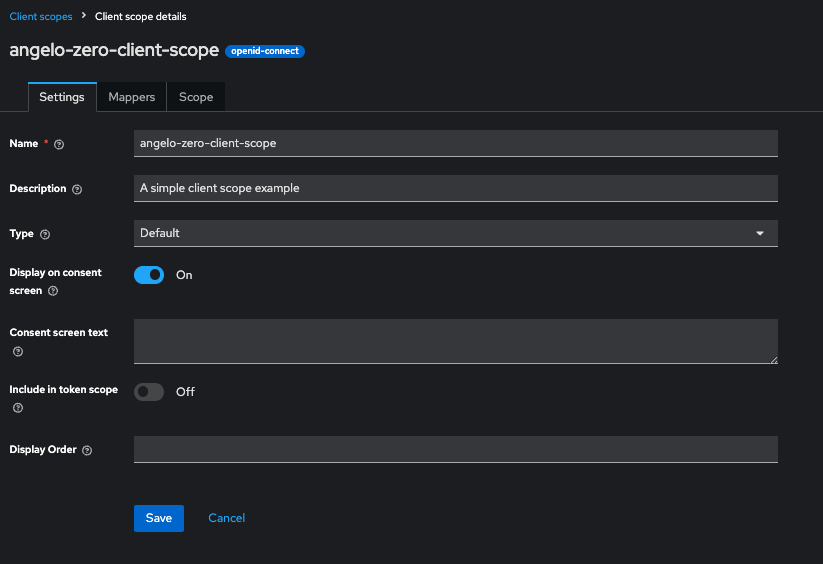 Client scopes > Client scope details
angelo-zero-client-scope openid-connect
Settings Mappers Scope
Name * angelo-zero-client-scope
Description A simple client scope example
Type Default
Display on consent
screen On
Consent screen text
Include in token scope Off
Display Order
Save Cancel